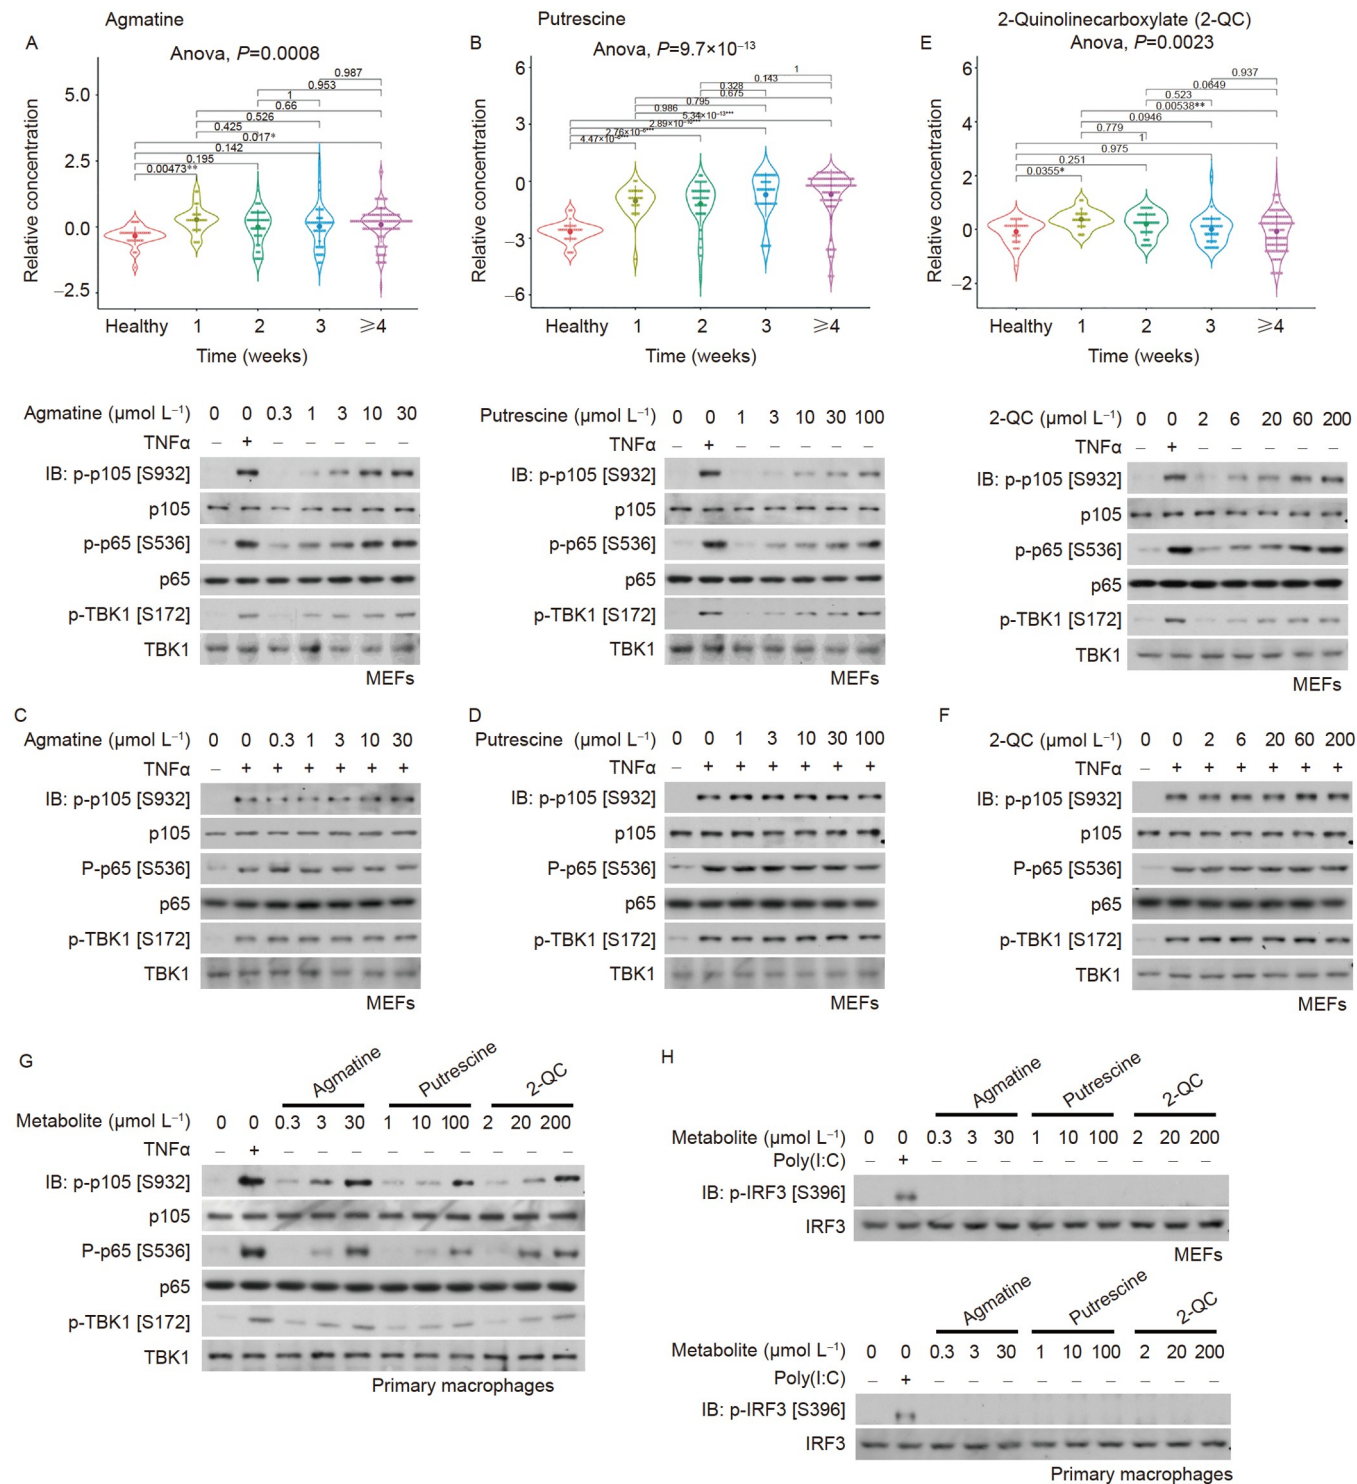 Agmatine
A
Anova, P=0.0008
0.987
0.953
1
0.66
0.526
0.425
0.017*
0.142
0.195
0.00473**
Relative concentration
5.0
2.5
0.0
−2.5
Healthy 1 2 3 ⩾4
Time (weeks)
Agmatine (μmol L⁻¹) 0 0 0.3 1 3 10 30
TNFα – + – – – – –
IB: p-p105 [S932]
p105
p-p65 [S536]
p65
p-TBK1 [S172]
TBK1
MEFs
Putrescine
B
Anova, P=9.7×10⁻¹³
1
0.143
0.328
0.675
0.795
0.986
5.34×10⁻¹³***
Relative concentration
6
3
0
−3
−6
Healthy 1 2 3 ⩾4
Time (weeks)
Putrescine (μmol L⁻¹) 0 0 1 3 10 30 100
TNFα – + – – – – –
IB: p-p105 [S932]
p105
p-p65 [S536]
p65
p-TBK1 [S172]
TBK1
MEFs
2-Quinolinecarboxylate (2-QC)
E
Anova, P=0.0023
0.937
0.0649
0.523
0.00538**
0.0946
0.779
1
0.975
0.251
0.0355*
Relative concentration
6
4
2
0
−2
Healthy 1 2 3 ⩾4
Time (weeks)
2-QC (μmol L⁻¹) 0 0 2 6 20 60 200
TNFα – + – – – – –
IB: p-p105 [S932]
p105
p-p65 [S536]
p65
p-TBK1 [S172]
TBK1
MEFs
C
Agmatine (μmol L⁻¹) 0 0 0.3 1 3 10 30
TNFα – + + + + + +
IB: p-p105 [S932]
p105
P-p65 [S536]
p65
p-TBK1 [S172]
TBK1
MEFs
D
Putrescine (μmol L⁻¹) 0 0 1 3 10 30 100
TNFα – + + + + + +
IB: p-p105 [S932]
p105
P-p65 [S536]
p65
p-TBK1 [S172]
TBK1
MEFs
F
2-QC (μmol L⁻¹) 0 0 2 6 20 60 200
TNFα – + + + + + +
IB: p-p105 [S932]
p105
P-p65 [S536]
p65
p-TBK1 [S172]
TBK1
MEFs
G
Agmatine Putrescine 2-QC
Metabolite (μmol L⁻¹) 0 0 0.3 3 30 1 10 100 2 20 200
TNFα – + – – – – – – – – –
IB: p-p105 [S932]
p105
P-p65 [S536]
p65
p-TBK1 [S172]
TBK1
Primary macrophages
H
Agmatine Putrescine 2-QC
Metabolite (μmol L⁻¹) 0 0 0.3 3 30 1 10 100 2 20 200
Poly(I:C) – + – – – – – – – – –
IB: p-IRF3 [S396]
IRF3
MEFs
Agmatine Putrescine 2-QC
Metabolite (μmol L⁻¹) 0 0 0.3 3 30 1 10 100 2 20 200
Poly(I:C) – + – – – – – – – – –
IB: p-IRF3 [S396]
IRF3
Primary macrophages